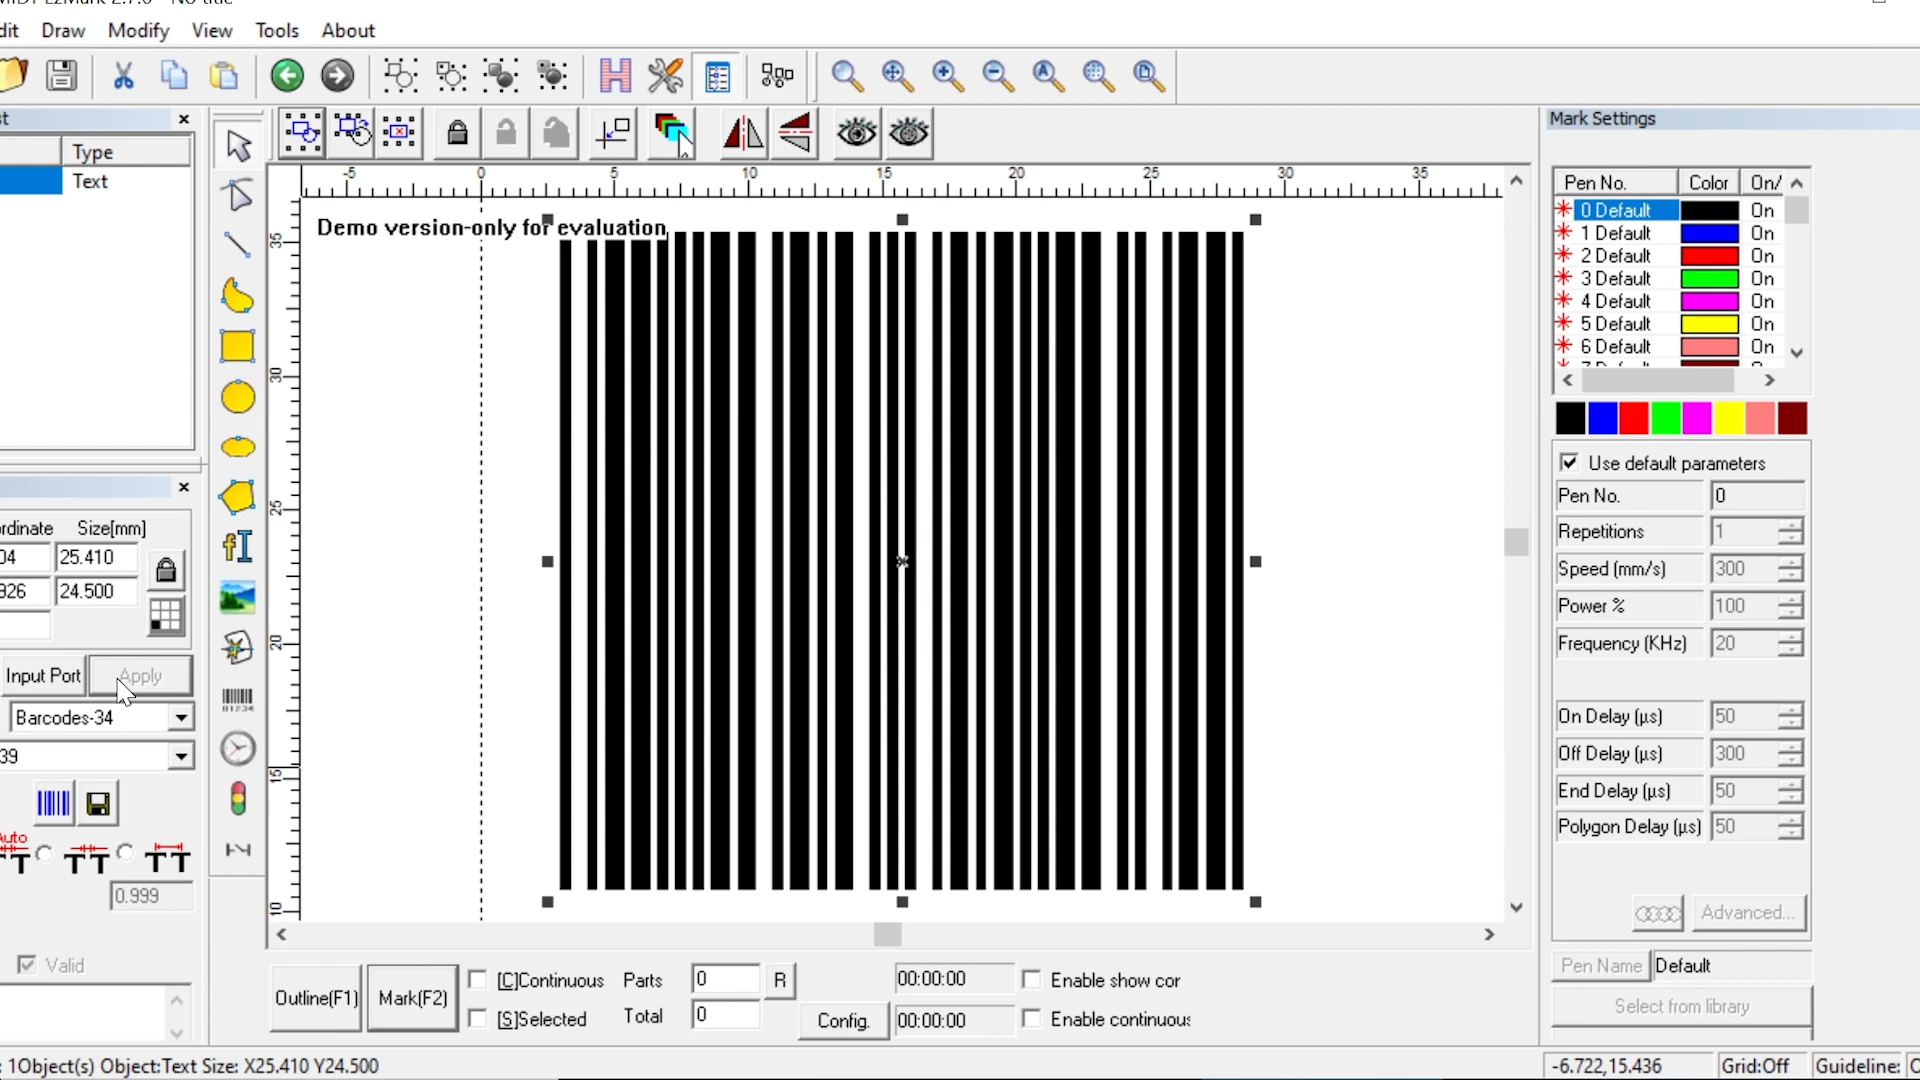 Draw Modify View Tools About
Type
Text
Size[mm]
25.410
24.500
Input Port Apply
Barcodes-34
39
Auto
0.999
Valid
-5 0 5 10 15 20 25 30 35
Demo version-only for evaluation
35
30
25
20
15
10
01234
Outline(F1) Mark(F2)
[C]Continuous Parts 0 R 00:00:00 Enable show cor
[S]Selected Total 0 Config. 00:00:00 Enable continuous
Mark Settings
Pen No. Color On/
0 Default On
1 Default On
2 Default On
3 Default On
4 Default On
5 Default On
6 Default On
Use default parameters
Pen No. 0
Repetitions 1
Speed (mm/s) 300
Power % 100
Frequency (KHz) 20
On Delay (µs) 50
Off Delay (µs) 300
End Delay (µs) 50
Polygon Delay (µs) 50
Advanced...
Pen Name Default
Select from library
: 1Object(s) Object:Text Size: X25.410 Y24.500
-6.722,15.436 Grid:Off Guideline: